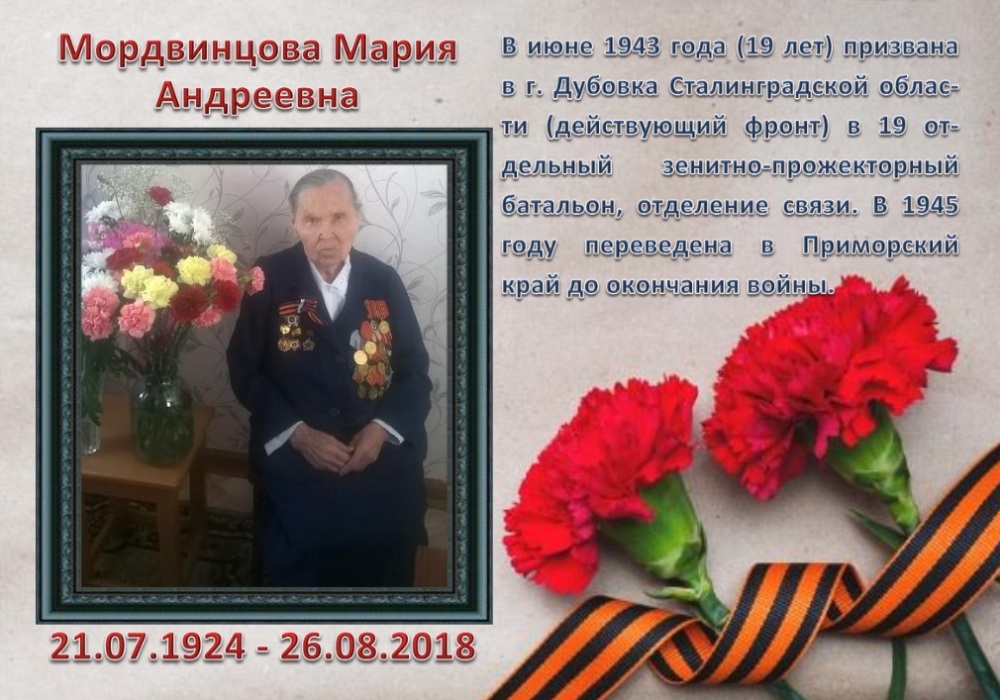 Мордвинцова Мария
Андреевна
В июне 1943 года (19 лет) призвана
в г. Дубовка Сталинградской облас-
ти (действующий фронт) в 19 от-
дельный зенитно-прожекторный
батальон, отделение связи. В 1945
году переведена в Приморский
край до окончания войны.
21.07.1924 - 26.08.2018